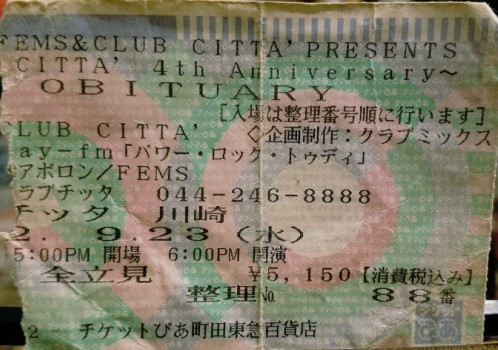 FEMS&CLUB CITTA' PRESENTS
CITTA' 4th Anniversary～
OBITUARY
[入場は整理番号順に行います]
CLUB CITTA' ◇企画制作：クラブミックス
ay-fm「パワー・ロック・トゥディ」
アポロン/FEMS
ラブチッタ 044-246-8888
チッタ 川崎
2. 9.23 (水)
5:00PM 開場 6:00PM 開演
全立見 ¥5,150【消費税込み】
整理No. 88番
2 - チケットぴあ町田東急百貨店